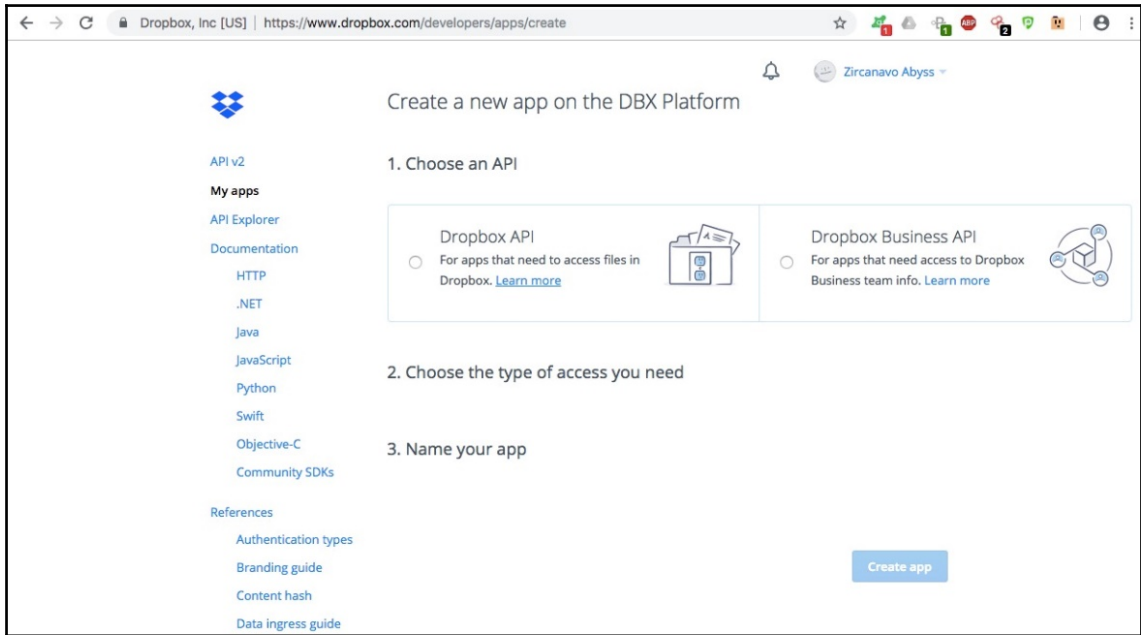 Dropbox, Inc [US] | https://www.dropbox.com/developers/apps/create
1
1
ABP
2
Zircanavo Abyss
Create a new app on the DBX Platform
API v2
My apps
API Explorer
Documentation
HTTP
.NET
Java
JavaScript
Python
Swift
Objective-C
Community SDKs
References
Authentication types
Branding guide
Content hash
Data ingress guide
1. Choose an API
Dropbox API
For apps that need to access files in
Dropbox. Learn more
Dropbox Business API
For apps that need access to Dropbox
Business team info. Learn more
2. Choose the type of access you need
3. Name your app
Create app